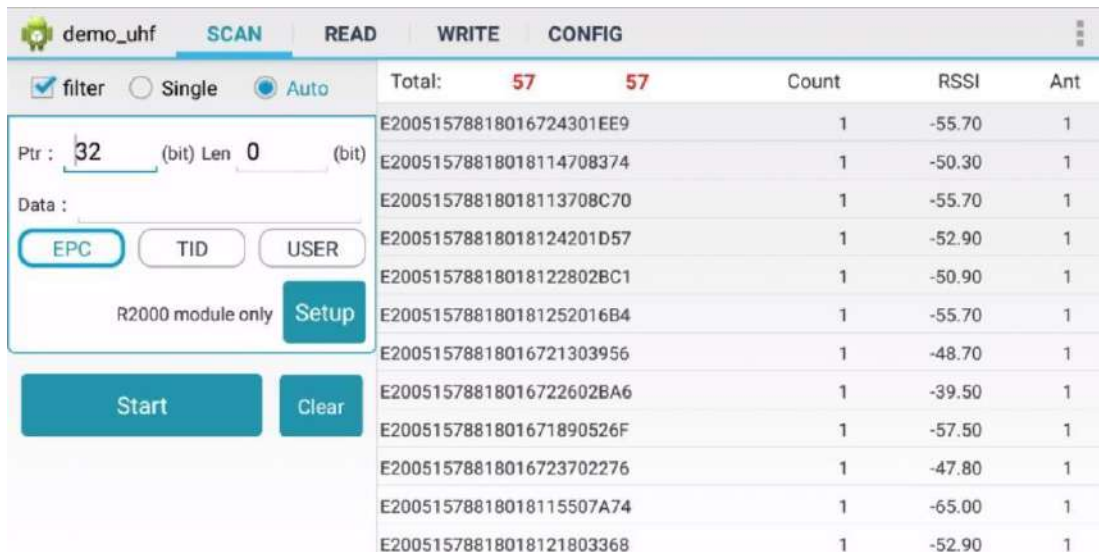 demo_uhf SCAN READ WRITE CONFIG
filter Single Auto
Ptr : 32 (bit) Len 0 (bit)
Data :
EPC TID USER
R2000 module only Setup
Start Clear
Total: 57 57 Count RSSI Ant
E20051578818016724301EE9 1 -55.70 1
E20051578818018114708374 1 -50.30 1
E20051578818018113708C70 1 -55.70 1
E20051578818018124201D57 1 -52.90 1
E20051578818018122802BC1 1 -50.90 1
E200515788180181252016B4 1 -55.70 1
E20051578818016721303956 1 -48.70 1
E20051578818016722602BA6 1 -39.50 1
E2005157881801671890526F 1 -57.50 1
E20051578818016723702276 1 -47.80 1
E20051578818018115507A74 1 -65.00 1
E20051578818018121803368 1 -52.90 1